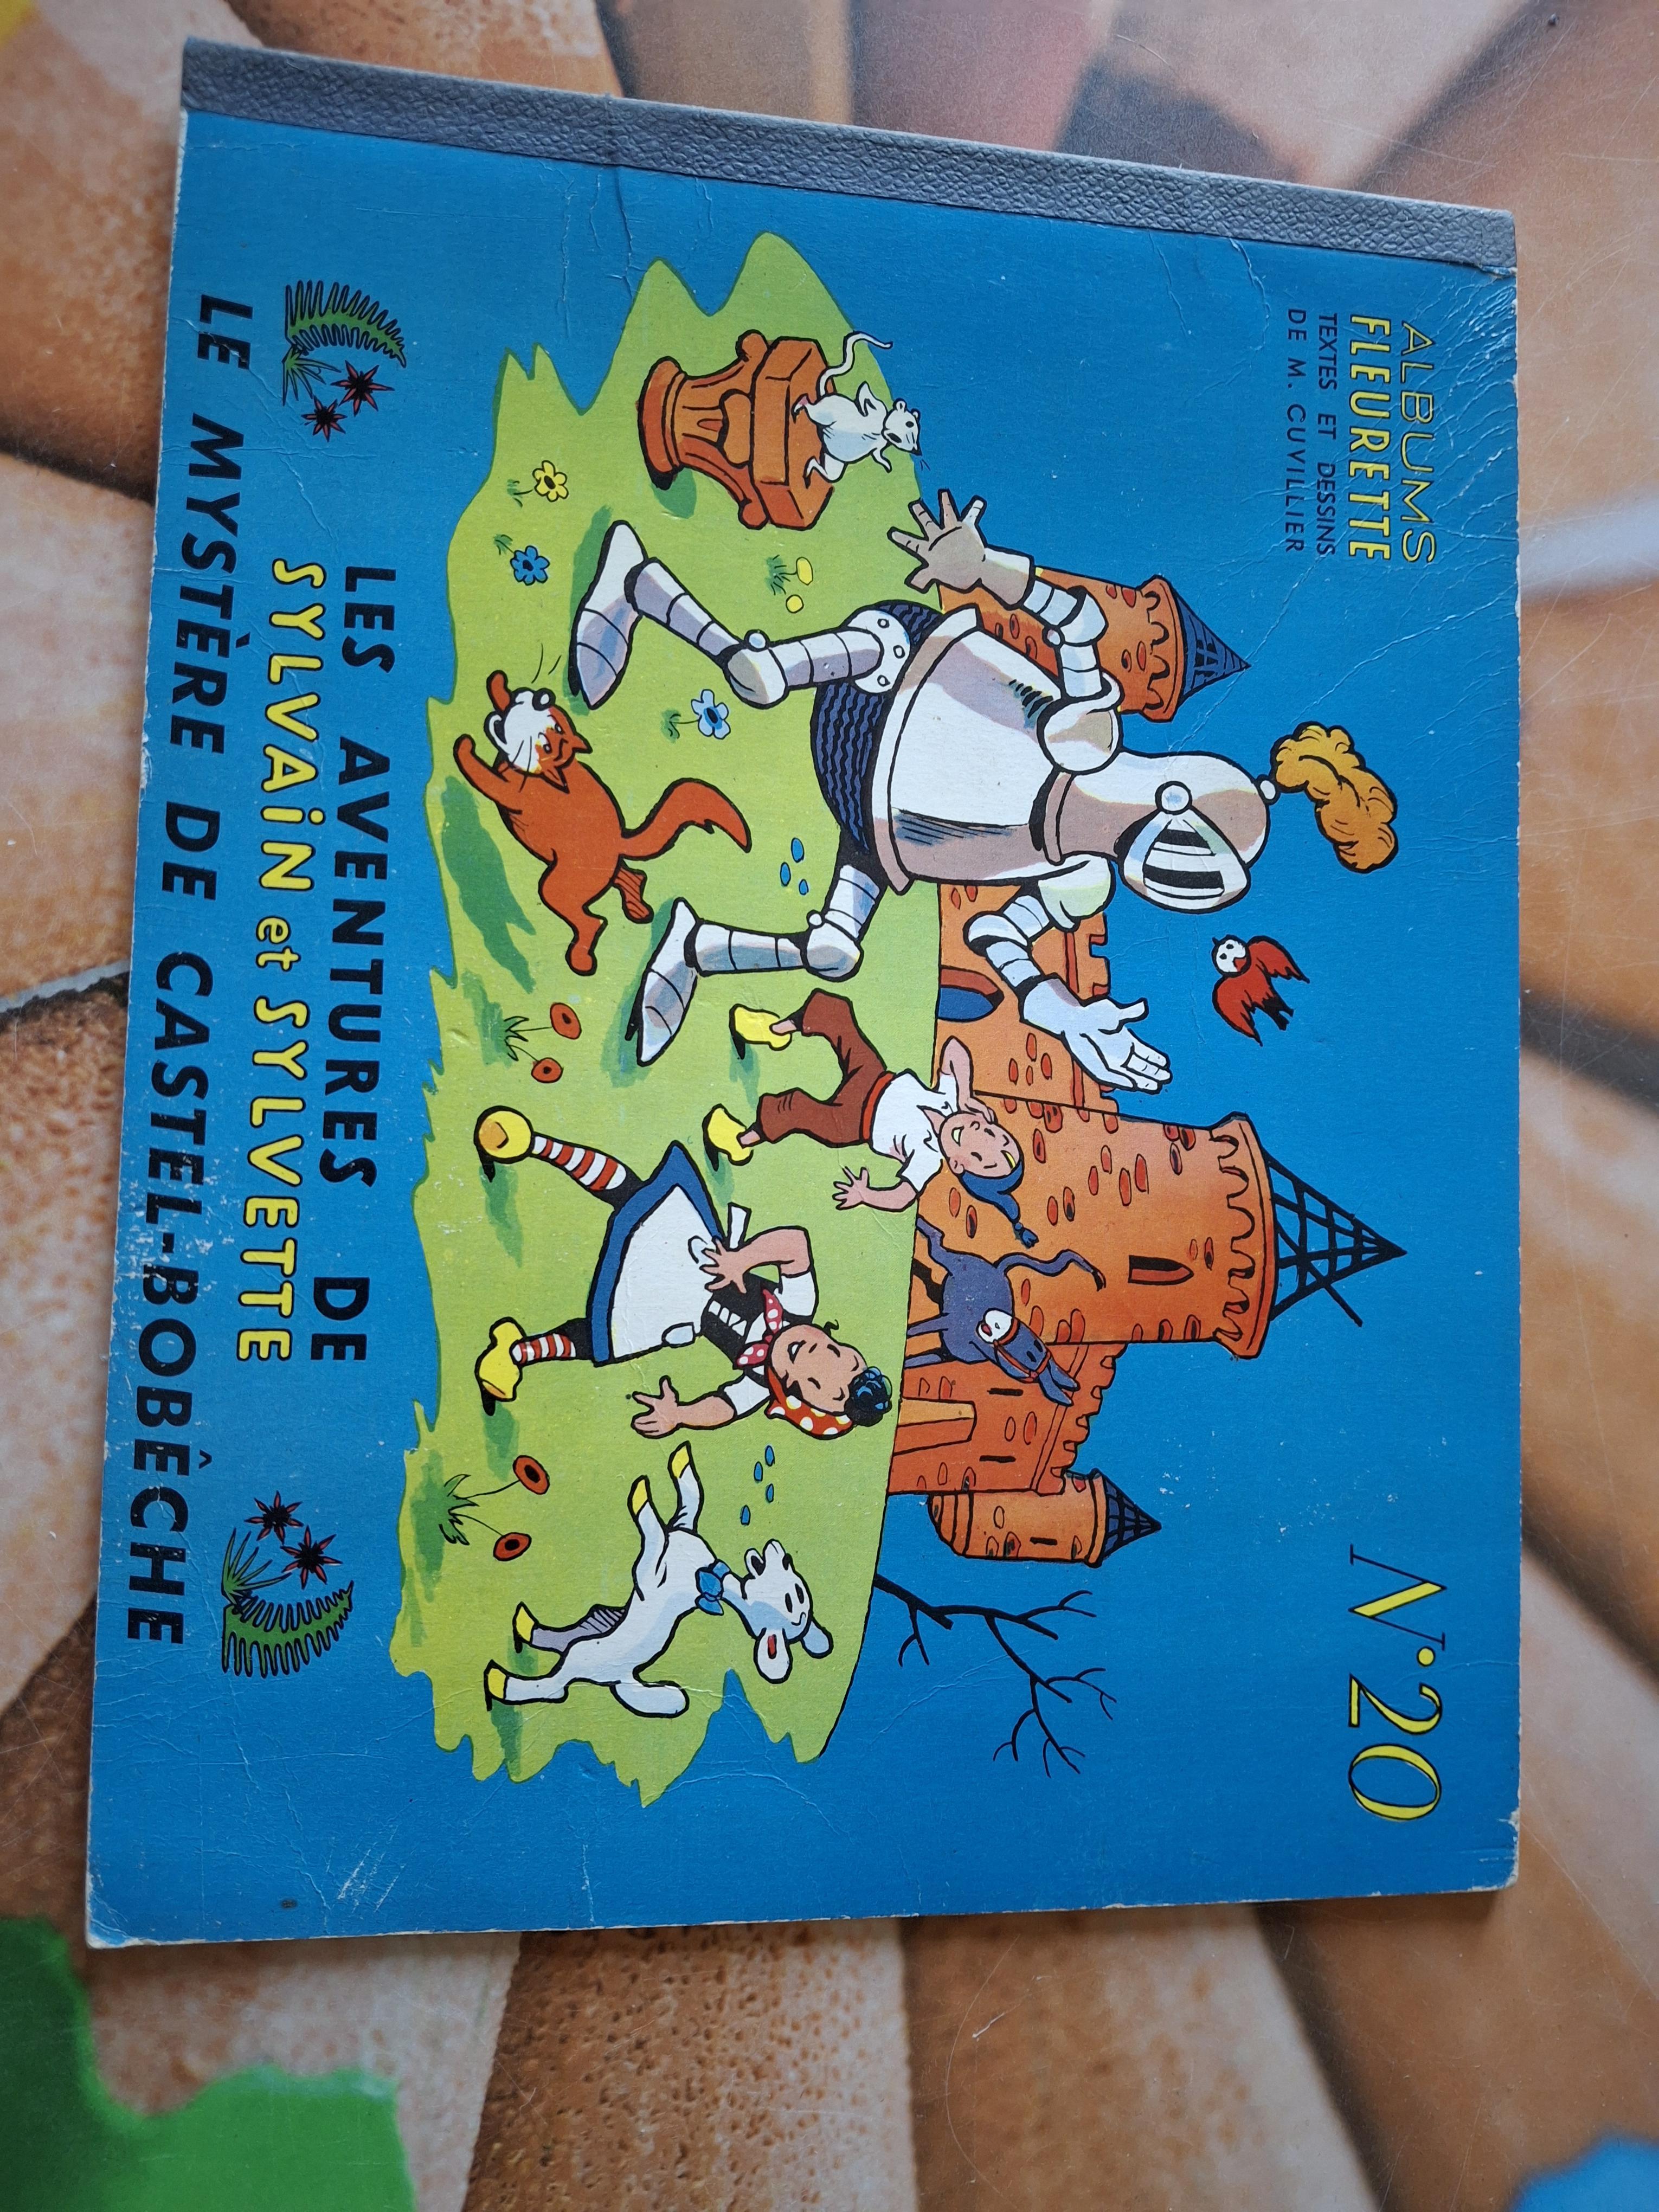 ALBUMS
FLEURETTE
TEXTES ET DESSINS
DE M. CUVILLIER
N° 20
LES AVENTURES DE
SYLVAIN et SYLVETTE
LE MYSTÈRE DE CASTEL-BOBÊCHE